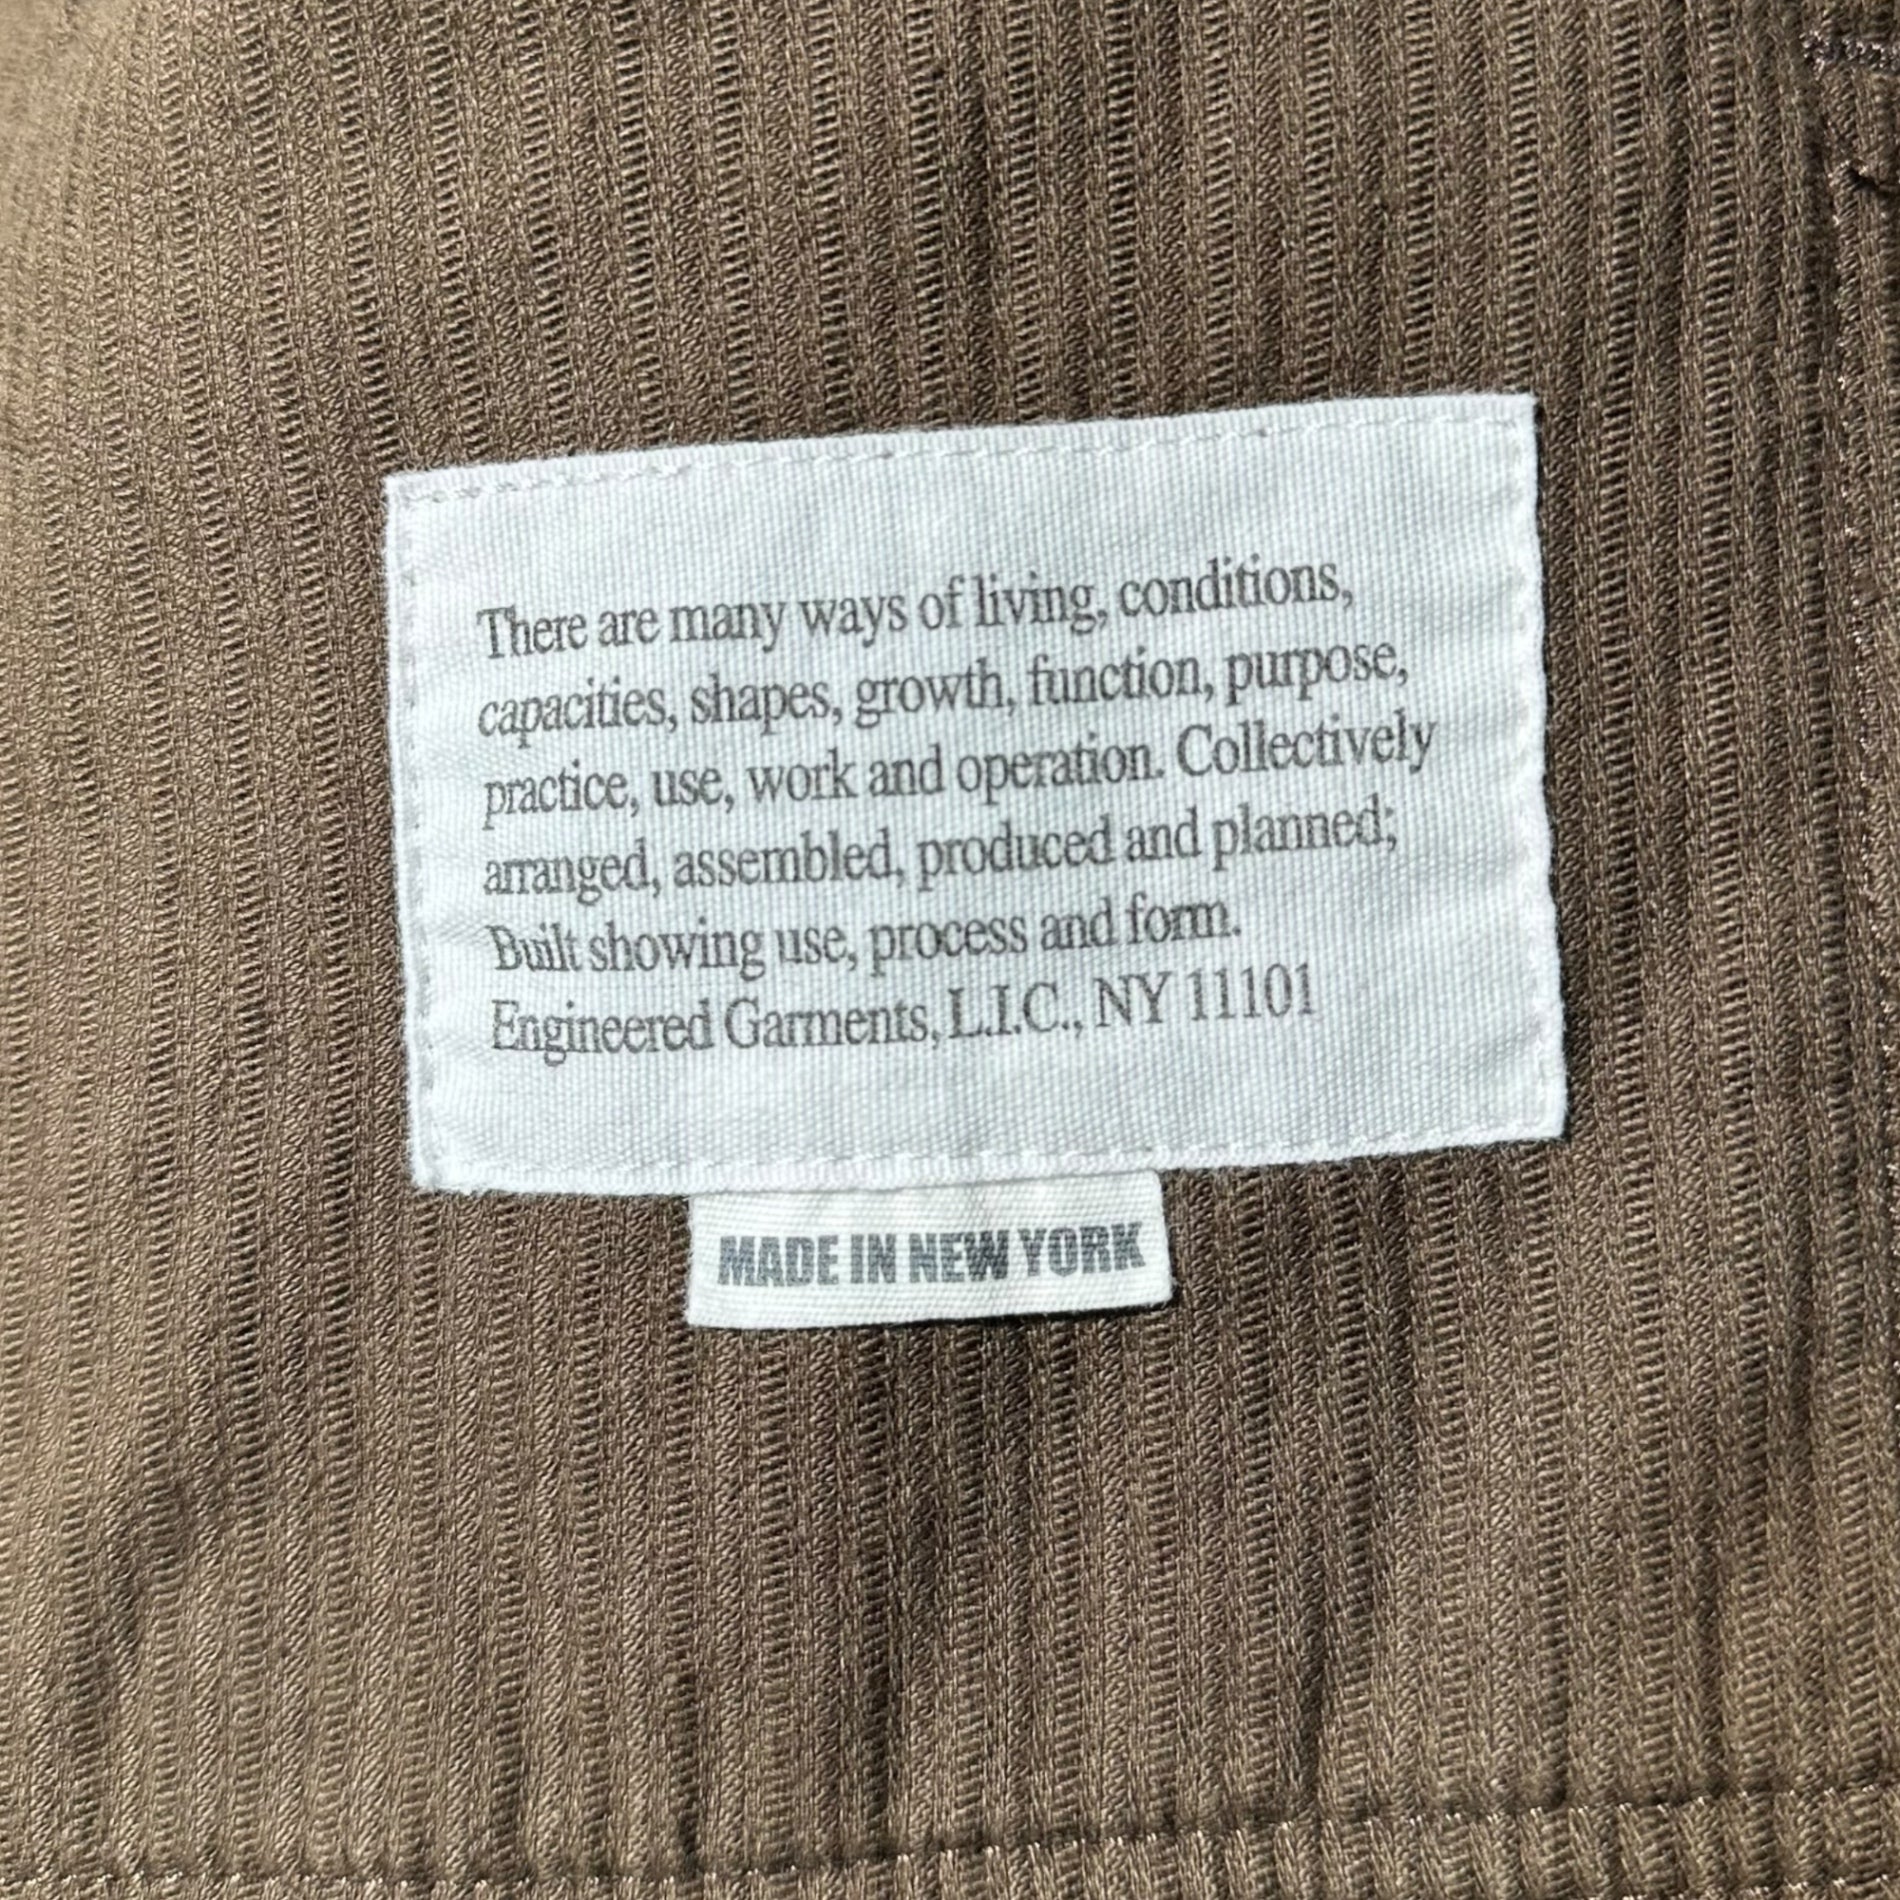 There are many ways of living, conditions,
capacities, shapes, growth, function, purpose,
practice, use, work and operation. Collectively
arranged, assembled, produced and planned;
Built showing use, process and form.
Engineered Garments, L.I.C., NY 11101
MADE IN NEW YORK